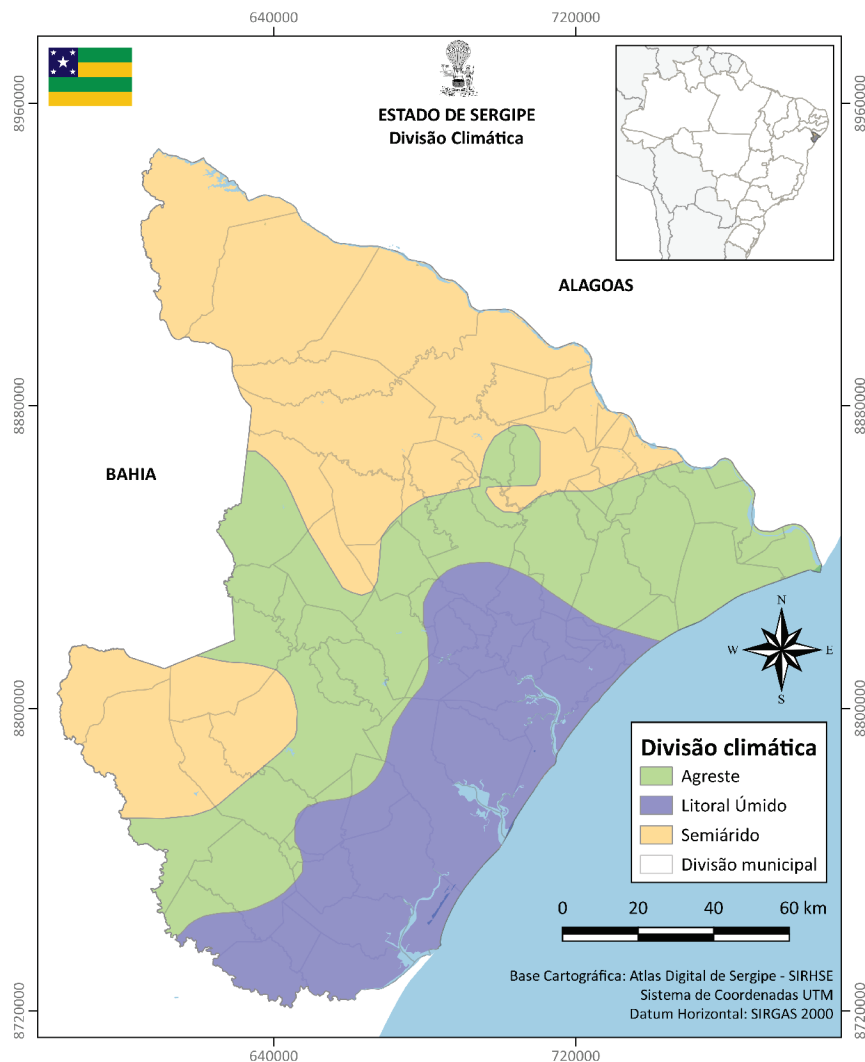 640000
720000
8960000
8960000
ESTADO DE SERGIPE
Divisão Climática
ALAGOAS
8880000
8880000
BAHIA
N
W
E
S
8800000
8800000
Divisão climática
Agreste
Litoral Úmido
Semiárido
Divisão municipal
0 20 40 60 km
Base Cartográfica: Atlas Digital de Sergipe - SIRHSE
Sistema de Coordenadas UTM
Datum Horizontal: SIRGAS 2000
8720000
8720000
640000
720000